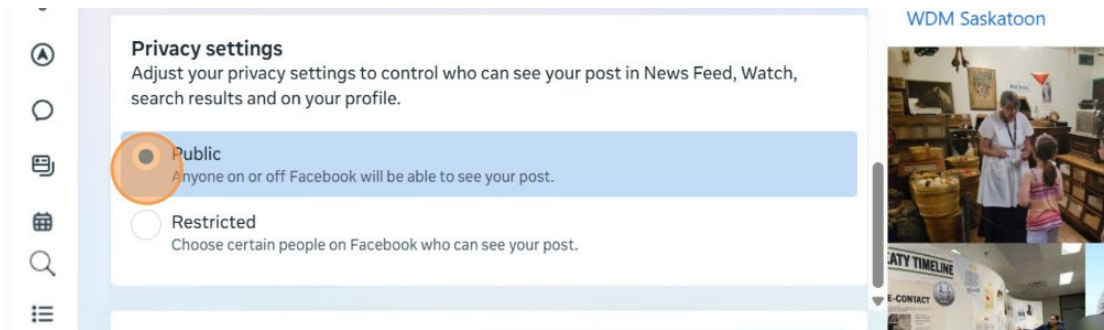 Privacy settings
Adjust your privacy settings to control who can see your post in News Feed, Watch,
search results and on your profile.
Public
Anyone on or off Facebook will be able to see your post.
Restricted
Choose certain people on Facebook who can see your post.
WDM Saskatoon
TIMELINE
E-CONTACT